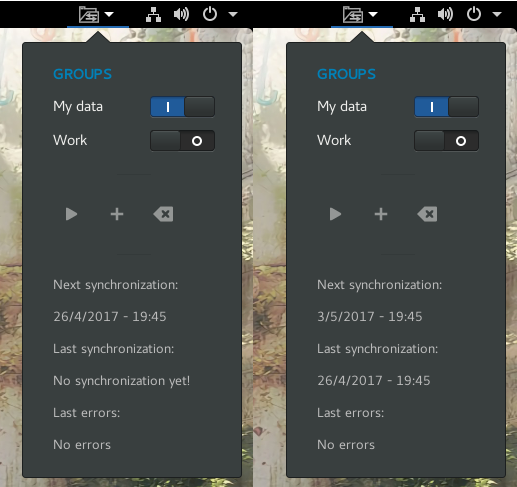 GROUPS
My data
Work
Next synchronization:
26/4/2017 - 19:45
Last synchronization:
No synchronization yet!
Last errors:
No errors
GROUPS
My data
Work
Next synchronization:
3/5/2017 - 19:45
Last synchronization:
26/4/2017 - 19:45
Last errors:
No errors